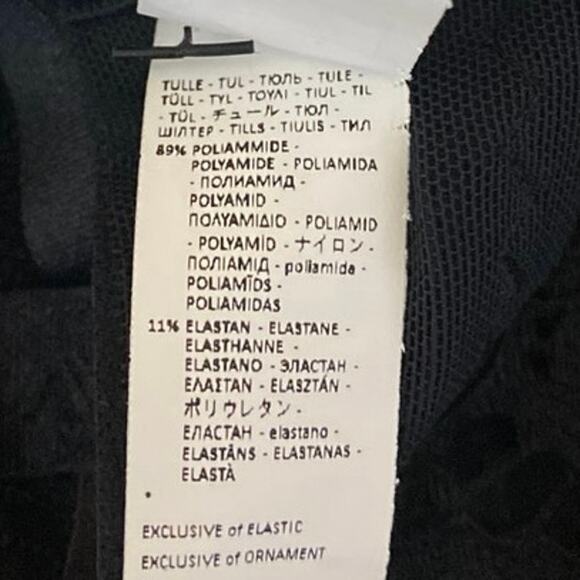 TULLE - TUL - ТЮЛЬ - TULE -
TÜLL - TYL - ΤΟΥΛΙ - TIUL - TIL
- TÜL - チュール - ТЮЛ -
ШІЛТЕР - TILLS - TIULIS - ТИЛ
89% POLIAMMIDE -
POLYAMIDE - POLIAMIDA
- ПОЛИАМИД -
POLYAMID -
ΠΟΛΥΑΜΙΔΙΟ - POLIAMID
- POLYAMİD - ナイロン -
ПОЛІАМІД - poliamida -
POLIAMĪDS -
POLIAMIDAS
11% ELASTAN - ELASTANE -
ELASTHANNE -
ELASTANO - ЭЛАСТАН -
ΕΛΑΣΤΑΝ - ELASZTÁN -
ポリウレタン -
ЕЛАСТАН - elastano -
ELASTĀNS - ELASTANAS -
ELASTÀ
EXCLUSIVE of ELASTIC
EXCLUSIVE of ORNAMENT